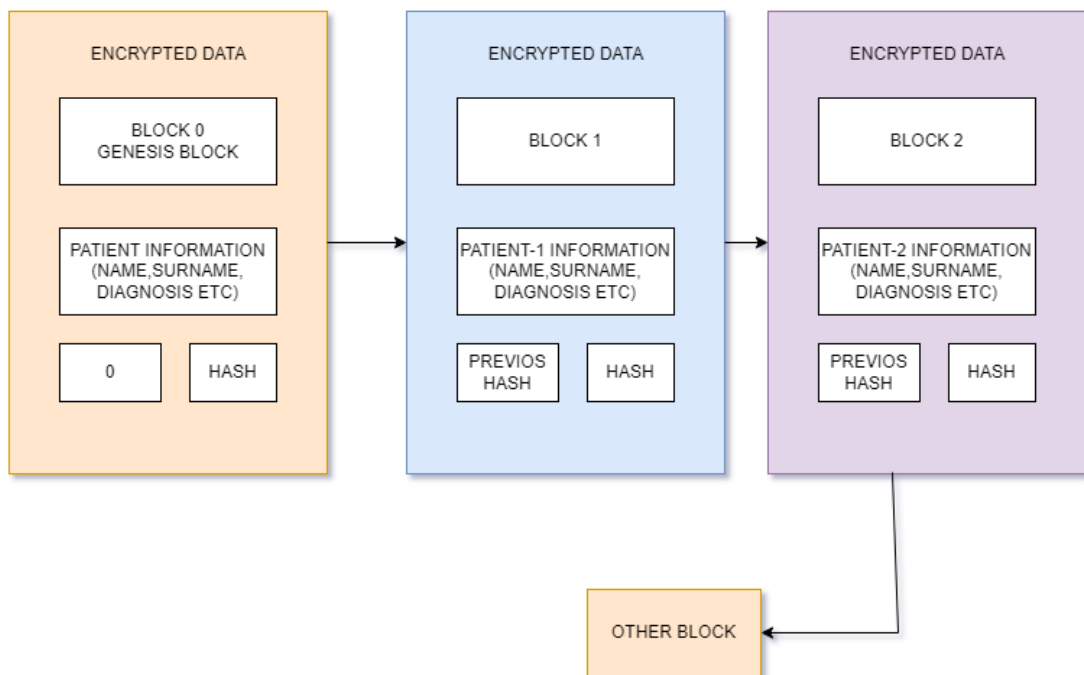 ENCRYPTED DATA
BLOCK 0
GENESIS BLOCK
PATIENT INFORMATION
(NAME,SURNAME,
DIAGNOSIS ETC)
0
HASH
ENCRYPTED DATA
BLOCK 1
PATIENT-1 INFORMATION
(NAME,SURNAME,
DIAGNOSIS ETC)
PREVIOS
HASH
HASH
ENCRYPTED DATA
BLOCK 2
PATIENT-2 INFORMATION
(NAME,SURNAME,
DIAGNOSIS ETC)
PREVIOS
HASH
HASH
OTHER BLOCK